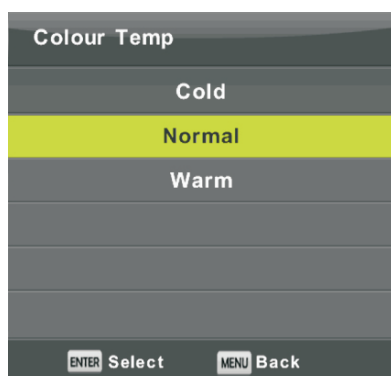 Colour Temp
Cold
Normal
Warm
ENTER Select MENU Back